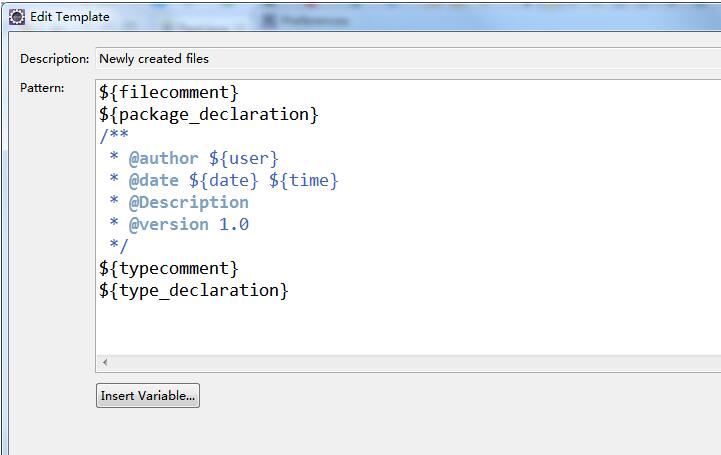 Edit Template
Preferences
Description: Newly created files
Pattern:
${filecomment}
${package_declaration}
/**
 * @author ${user}
 * @date ${date} ${time}
 * @Description
 * @version 1.0
 */
${typecomment}
${type_declaration}
Insert Variable...